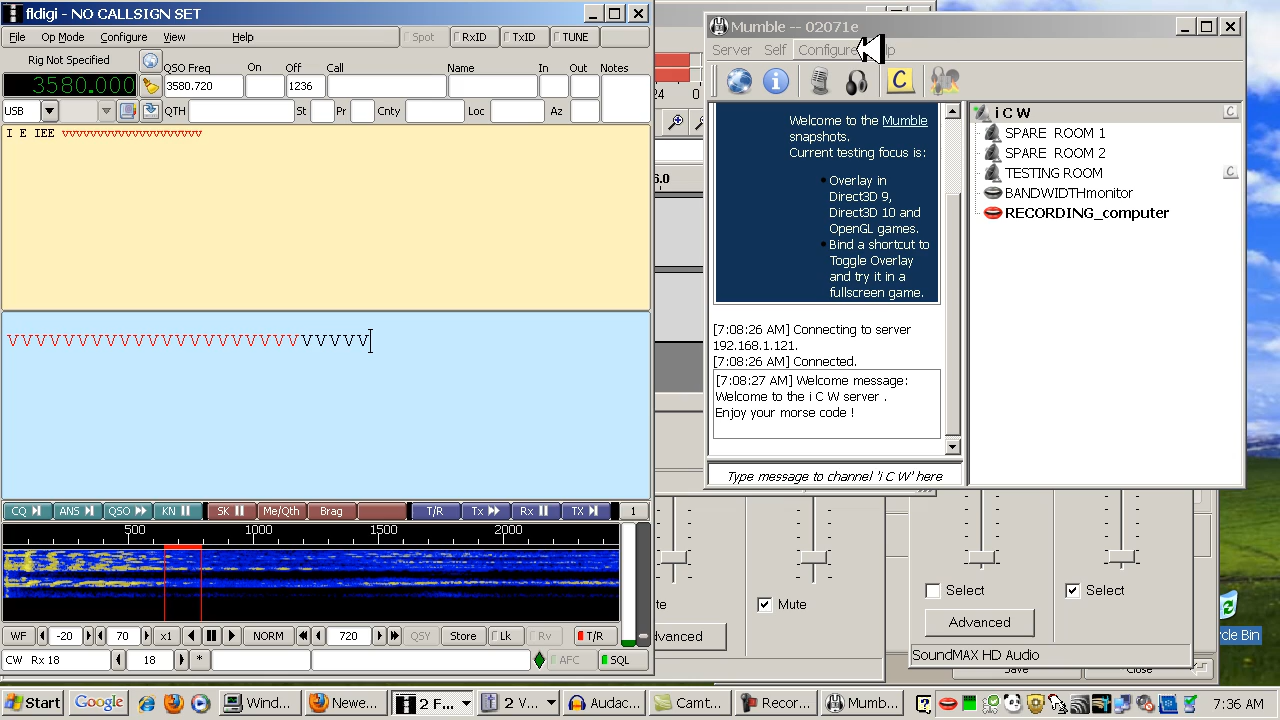 fldigi - NO CALLSIGN SET
File Op Mode Configure View Help Spot RxID TxID TUNE
Rig Not Specified
QSO Freq On Off Call Name In Out Notes
3580.000 3580.720 1236
USB QTH St Pr Cnty Loc Az
I E IEE VVVVVVVVVVVVVVVVVVVV
V V V V V V V V V V V V V V V V V V V V V V V V V V
CQ ANS QSO KN SK Me/Qth Brag T/R Tx Rx TX 1
500 1000 1500 2000
WF -20 70 x1 NORM 720 QSY Store Lk Rv T/R
CW Rx 18 18 * AFC SQL
Mumble -- 02071e
Server Self Configure
Welcome to the Mumble
snapshots.
Current testing focus is:
Overlay in
Direct3D 9,
Direct3D 10 and
OpenGL games.
Bind a shortcut to
Toggle Overlay
and try it in a
fullscreen game.
[7:08:26 AM] Connecting to server
192.168.1.121.
[7:08:26 AM] Connected.
[7:08:27 AM] Welcome message:
Welcome to the i C W server .
Enjoy your morse code !
Type message to channel 'i C W' here
i C W
SPARE ROOM 1
SPARE ROOM 2
TESTING ROOM
BANDWIDTHmonitor
RECORDING_computer
Mute
Select Select
Advanced
SoundMAX HD Audio
Start Google Wind... Newe... 2 F... 2 V... Audac... Cam... Recor... Mumb... 7:36 AM